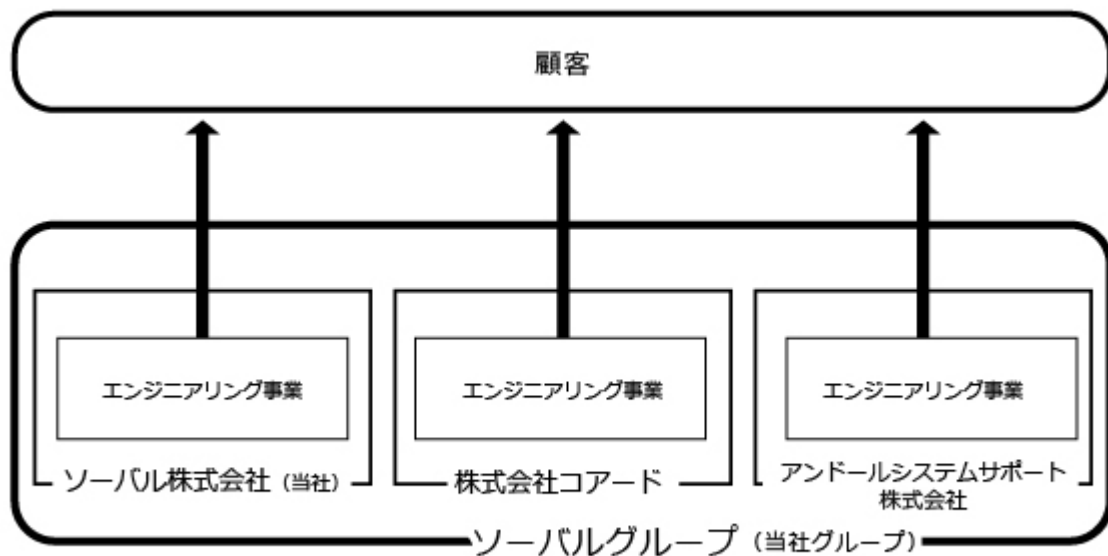 顧客
エンジニアリング事業
エンジニアリング事業
エンジニアリング事業
ソーバル株式会社（当社）
株式会社コアード
アンドールシステムサポート
株式会社
ソーバルグループ（当社グループ）